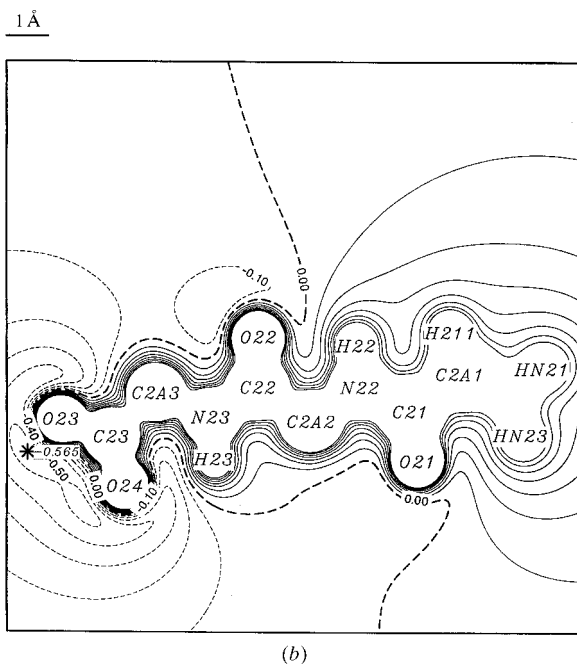 1 Å
0.00
-0.10
O22
H22
H211
HN21
C2A3
C22
N22
C2A1
O23
N23
C2A2
C21
C23
HN23
-0.40
-0.565
H23
O21
-0.50
0.00
O24
-0.10
0.00
(b)